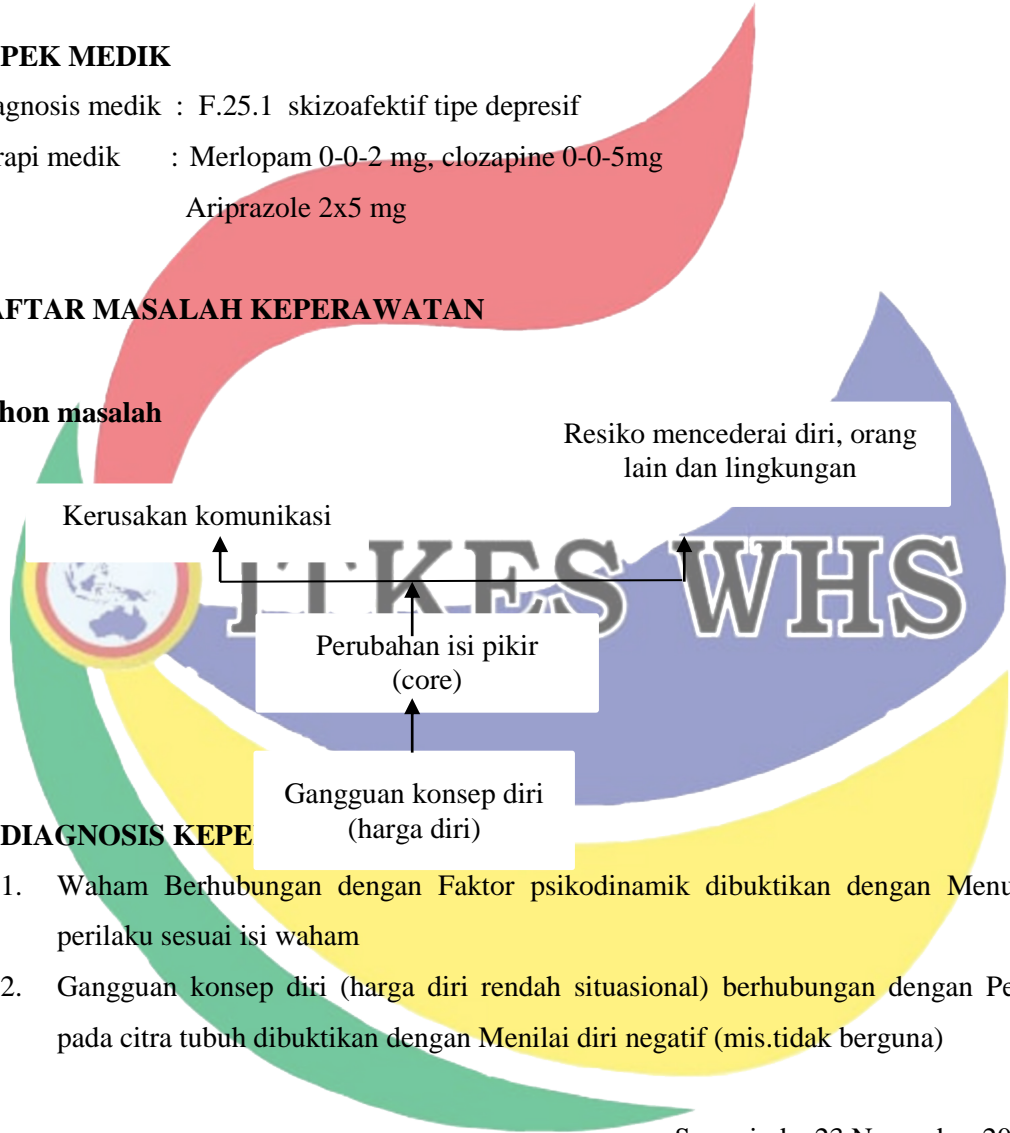 PEK MEDIK
agnosis medik : F.25.1 skizoafektif tipe depresif
rapi medik : Merlopam 0-0-2 mg, clozapine 0-0-5mg
Ariprazole 2x5 mg
AFTAR MASALAH KEPERAWATAN
hon masalah
Resiko mencederai diri, orang
lain dan lingkungan
Kerusakan komunikasi
ITKES WHS
Perubahan isi pikir
(core)
Gangguan konsep diri
(harga diri)
DIAGNOSIS KEPE
1. Waham Berhubungan dengan Faktor psikodinamik dibuktikan dengan Menu
perilaku sesuai isi waham
2. Gangguan konsep diri (harga diri rendah situasional) berhubungan dengan Pe
pada citra tubuh dibuktikan dengan Menilai diri negatif (mis.tidak berguna)